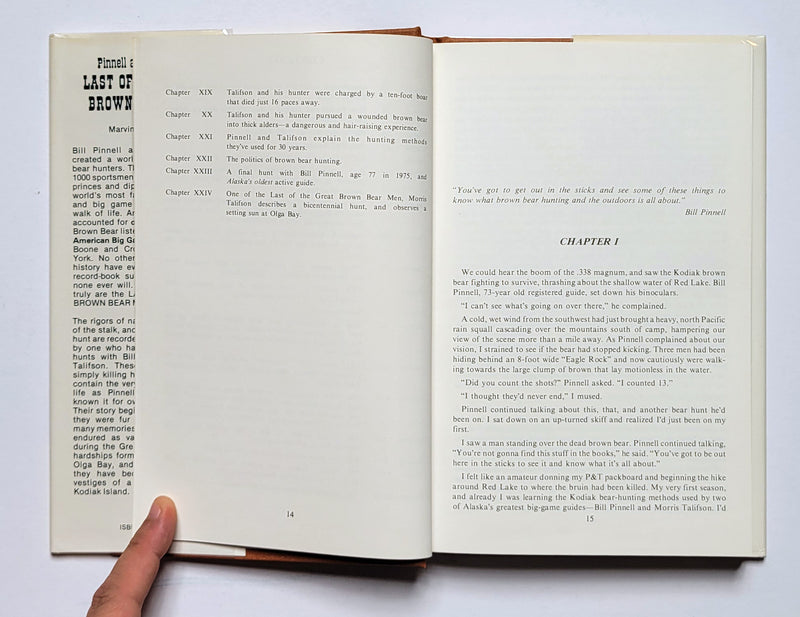 Pinnell a
LAST OF
BROWN
Marvin
Bill Pinnell a
created a worl
bear hunters. Th
1000 sportsmen
princes and dip
world's most fa
and big game
walk of life. An
accounted for o
Brown Bear liste
American Big Ga
Boone and Cro
York. No other
history have ev
record-book su
none ever will.
truly are the LA
BROWN BEAR M
The rigors of na
of the stalk, and
hunt are recorde
by one who ha
hunts with Bill
Talifson. These
simply killing h
contain the very
life as Pinnell
known it for ov
Their story begi
they were fur
many memories
endured as va
during the Gre
hardships form
Olga Bay, and
they have bec
vestiges of a
Kodiak Island.
ISB
Chapter XIX Talifson and his hunter were charged by a ten-foot boar
that died just 16 paces away.
Chapter XX Talifson and his hunter pursued a wounded brown bear
into thick alders—a dangerous and hair-raising experience.
Chapter XXI Pinnell and Talifson explain the hunting methods
they've used for 30 years.
Chapter XXII The politics of brown bear hunting.
Chapter XXIII A final hunt with Bill Pinnell, age 77 in 1975, and
Alaska's oldest active guide.
Chapter XXIV One of the Last of the Great Brown Bear Men, Morris
Talifson describes a bicentennial hunt, and observes a
setting sun at Olga Bay.
14
"You've got to get out in the sticks and see some of these things to
know what brown bear hunting and the outdoors is all about."
Bill Pinnell
CHAPTER I
We could hear the boom of the .338 magnum, and saw the Kodiak brown
bear fighting to survive, thrashing about the shallow water of Red Lake. Bill
Pinnell, 73-year old registered guide, set down his binoculars.
"I can't see what's going on over there," he complained.
A cold, wet wind from the southwest had just brought a heavy, north Pacific
rain squall cascading over the mountains south of camp, hampering our
view of the scene more than a mile away. As Pinnell complained about our
vision, I strained to see if the bear had stopped kicking. Three men had been
hiding behind an 8-foot wide "Eagle Rock" and now cautiously were walk-
ing towards the large clump of brown that lay motionless in the water.
"Did you count the shots?" Pinnell asked. "I counted 13."
"I thought they'd never end," I mused.
Pinnell continued talking about this, that, and another bear hunt he'd
been on. I sat down on an up-turned skiff and realized I'd just been on my
first.
I saw a man standing over the dead brown bear. Pinnell continued talking,
"You're not gonna find this stuff in the books," he said. "You've got to be out
here in the sticks to see it and know what it's all about."
I felt like an amateur donning my P&T packboard and beginning the hike
around Red Lake to where the bruin had been killed. My very first season,
and already I was learning the Kodiak bear-hunting methods used by two
of Alaska's greatest big-game guides—Bill Pinnell and Morris Talifson. I'd
15